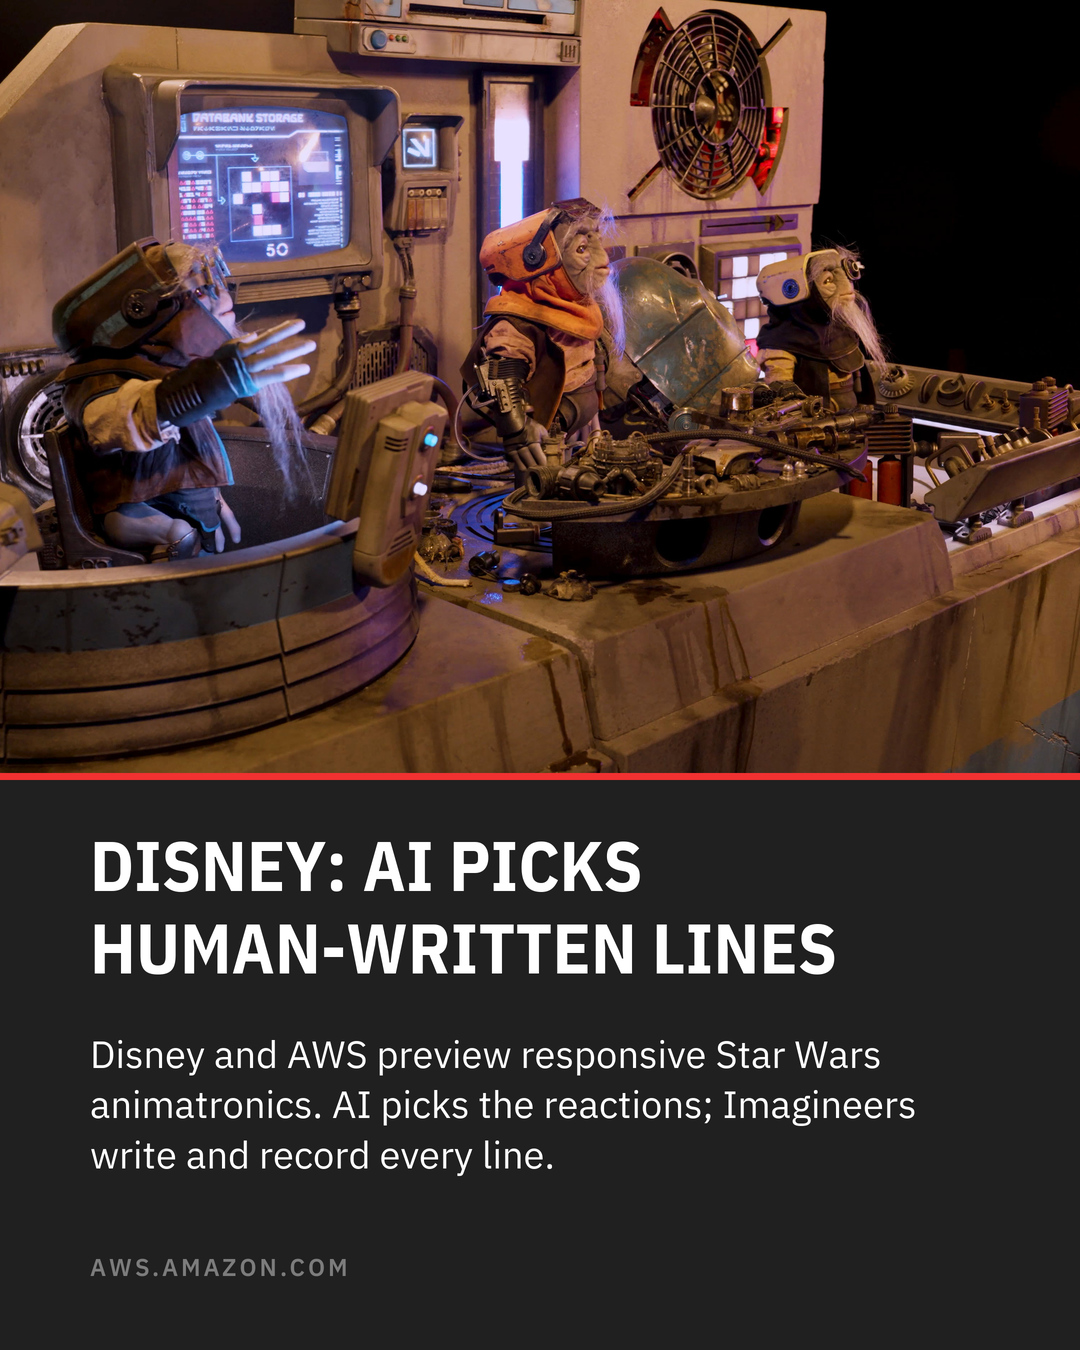 DATABANK STORAGE
50
DISNEY: AI PICKS
HUMAN-WRITTEN LINES
Disney and AWS preview responsive Star Wars
animatronics. AI picks the reactions; Imagineers
write and record every line.
AWS.AMAZON.COM